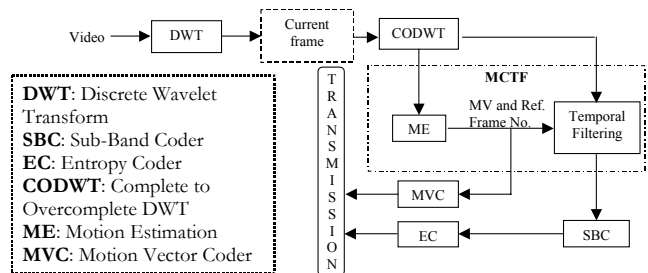 Video
DWT
Current
frame
CODWT
MCTF
MV and Ref.
Frame No.
ME
Temporal
Filtering
TRANSMISSION
MVC
EC
SBC
DWT: Discrete Wavelet
Transform
SBC: Sub-Band Coder
EC: Entropy Coder
CODWT: Complete to
Overcomplete DWT
ME: Motion Estimation
MVC: Motion Vector Coder